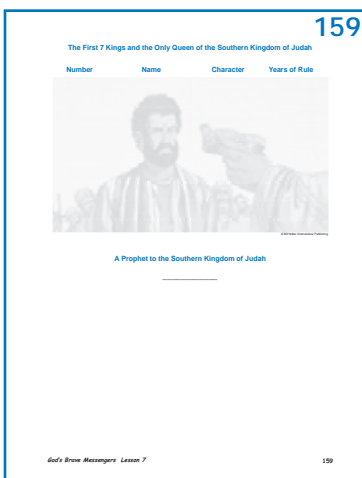 159
The First 7 Kings and the Only Queen of the Southern Kingdom of Judah
Number Name Character Years of Rule
A Prophet to the Southern Kingdom of Judah
God's Brave Messengers Lesson 7 159